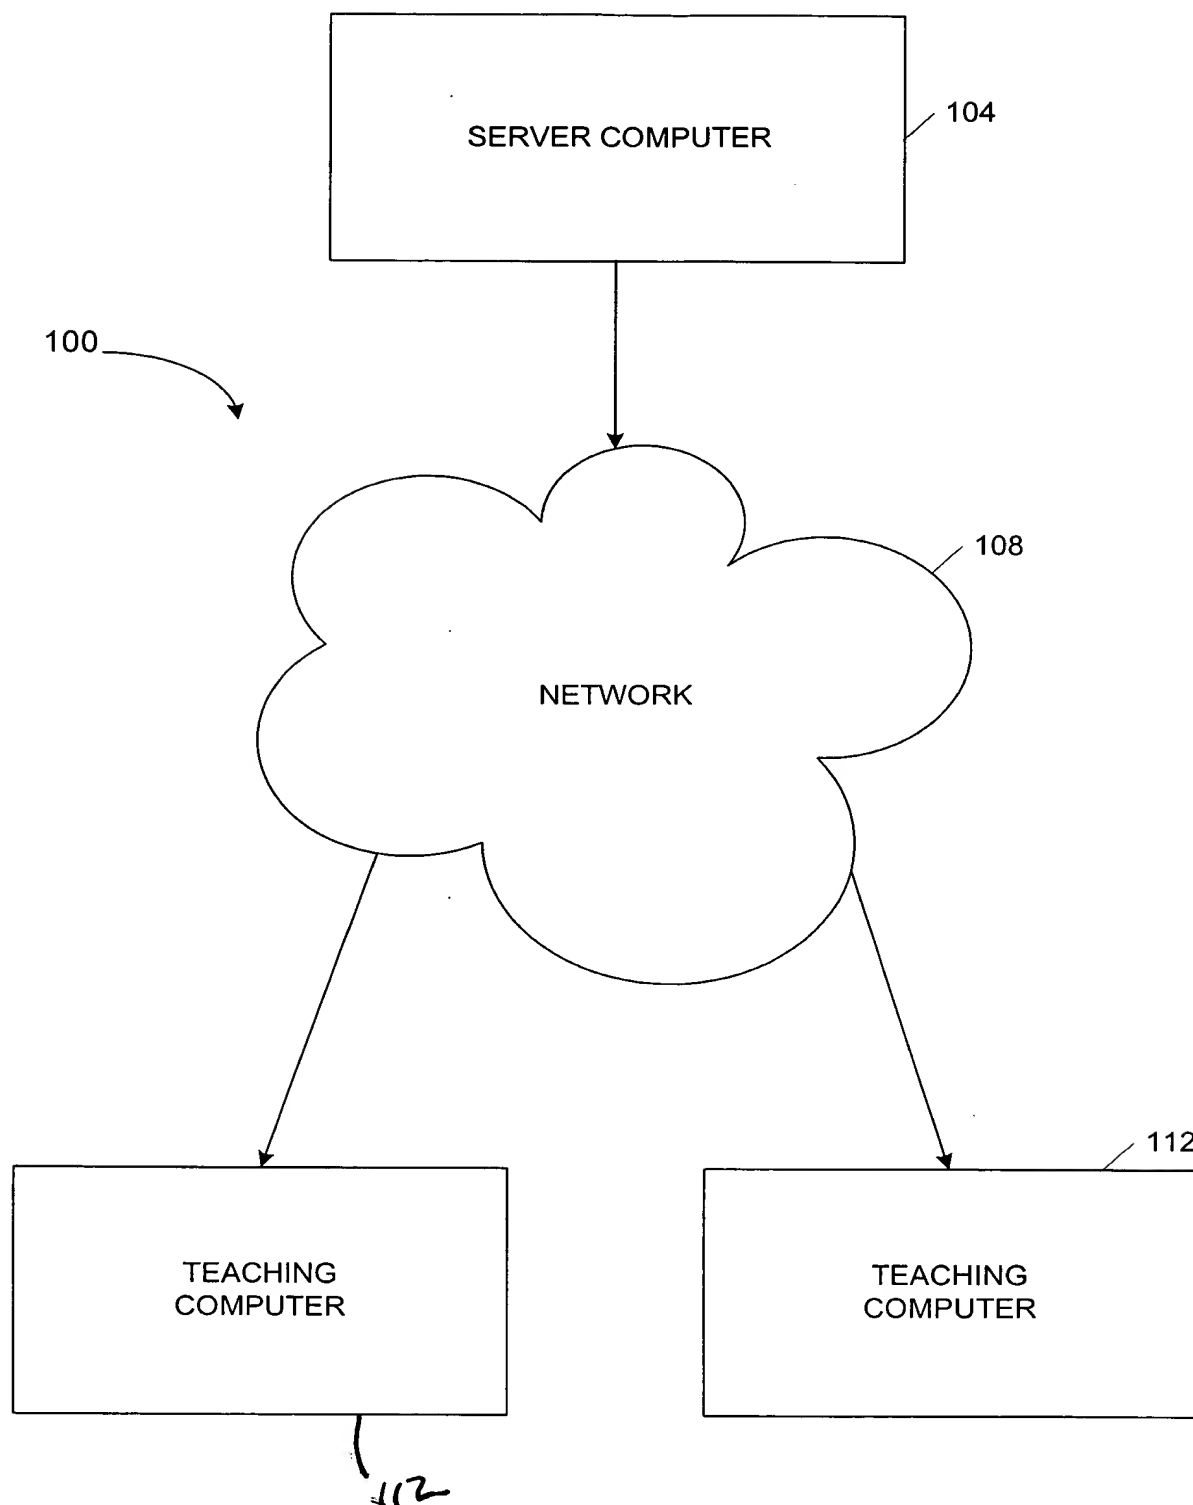 SERVER COMPUTER
104
100
108
NETWORK
112
TEACHING
COMPUTER
TEACHING
COMPUTER
112